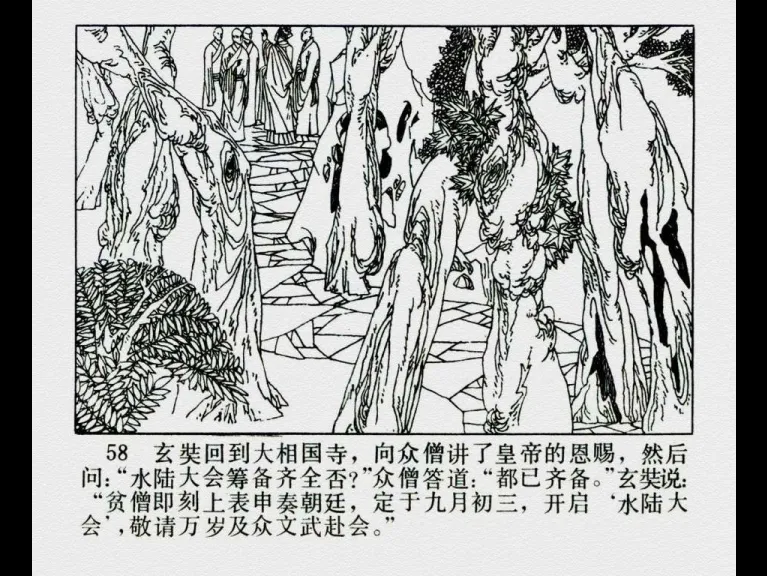 58 玄奘回到大相国寺，向众僧讲了皇帝的恩赐，然后
问：“水陆大会筹备齐全否？”众僧答道：“都已齐备。”玄奘说：
“贫僧即刻上表申奏朝廷，定于九月初三，开启‘水陆大
会’，敬请万岁及众文武赴会。”